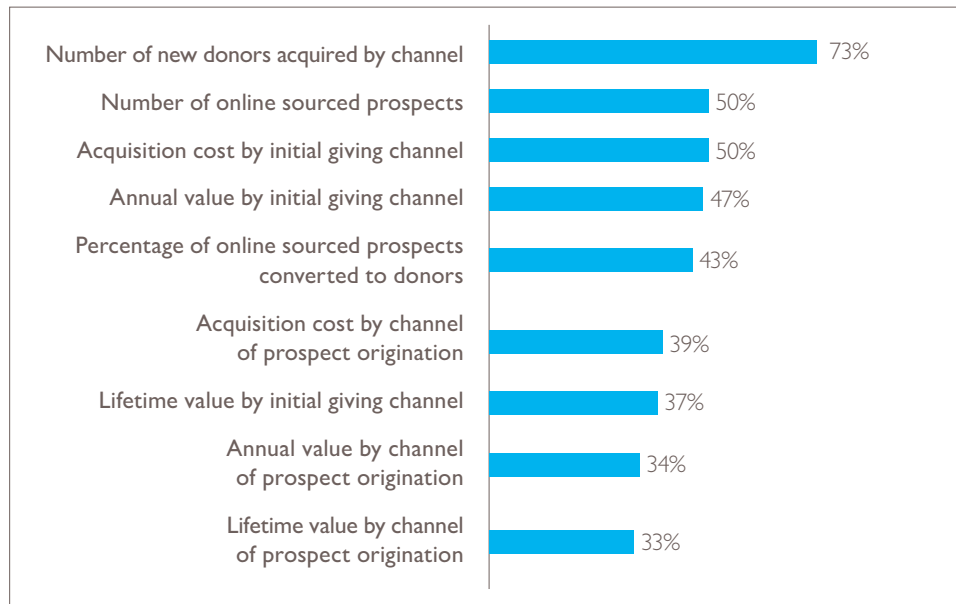 Number of new donors acquired by channel 73%
Number of online sourced prospects 50%
Acquisition cost by initial giving channel 50%
Annual value by initial giving channel 47%
Percentage of online sourced prospects
converted to donors 43%
Acquisition cost by channel
of prospect origination 39%
Lifetime value by initial giving channel 37%
Annual value by channel
of prospect origination 34%
Lifetime value by channel
of prospect origination 33%